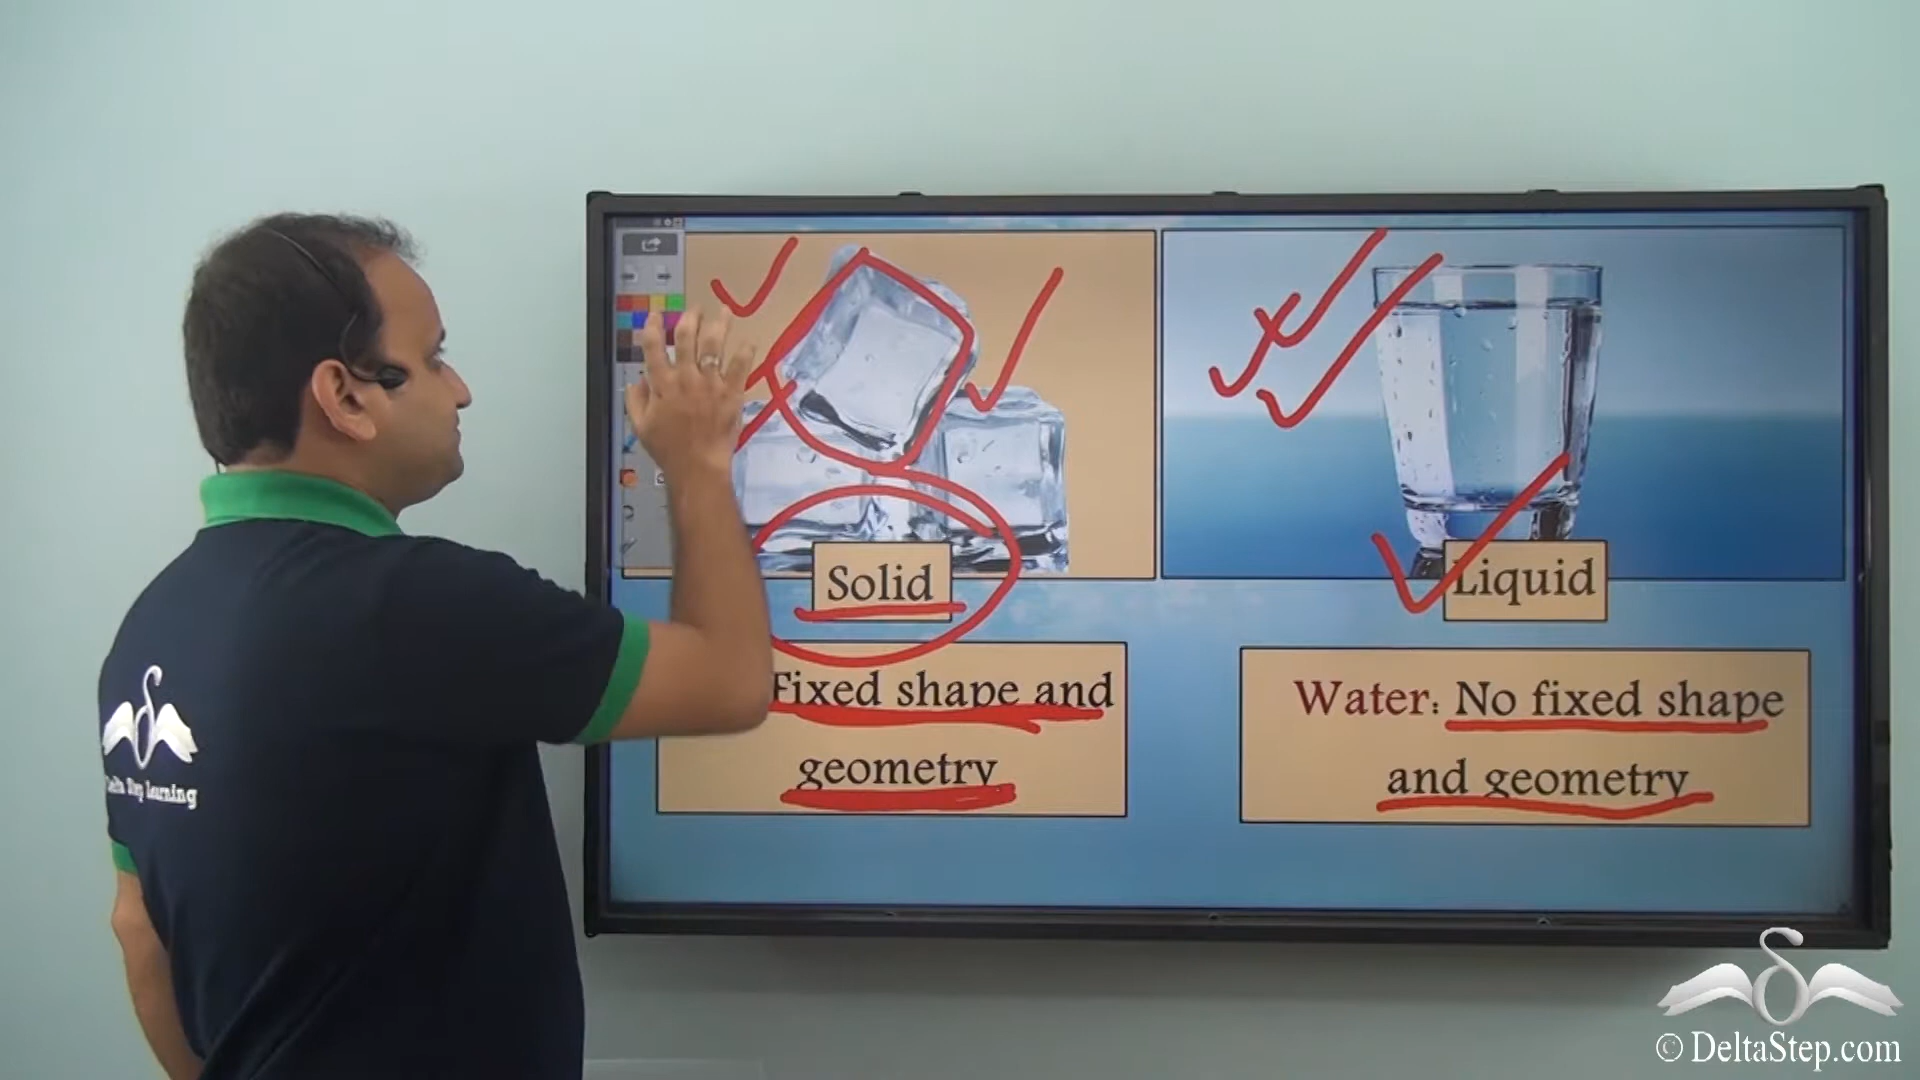 Solid
Liquid
Fixed shape and
geometry
Water: No fixed shape
and geometry
Delta Step Learning
© DeltaStep.com